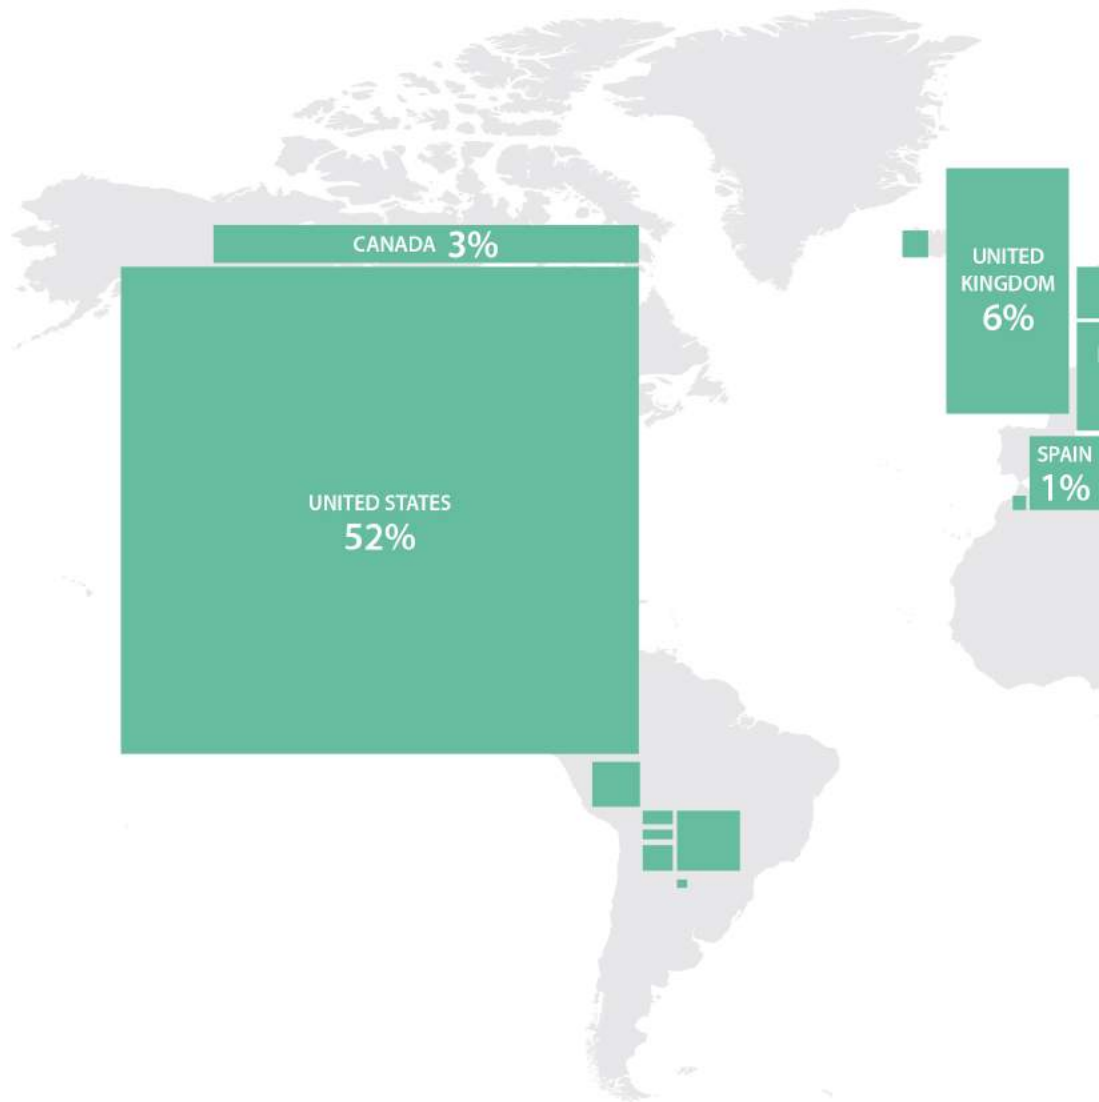 CANADA 3%
UNITED
KINGDOM
6%
SPAIN
1%
UNITED STATES
52%